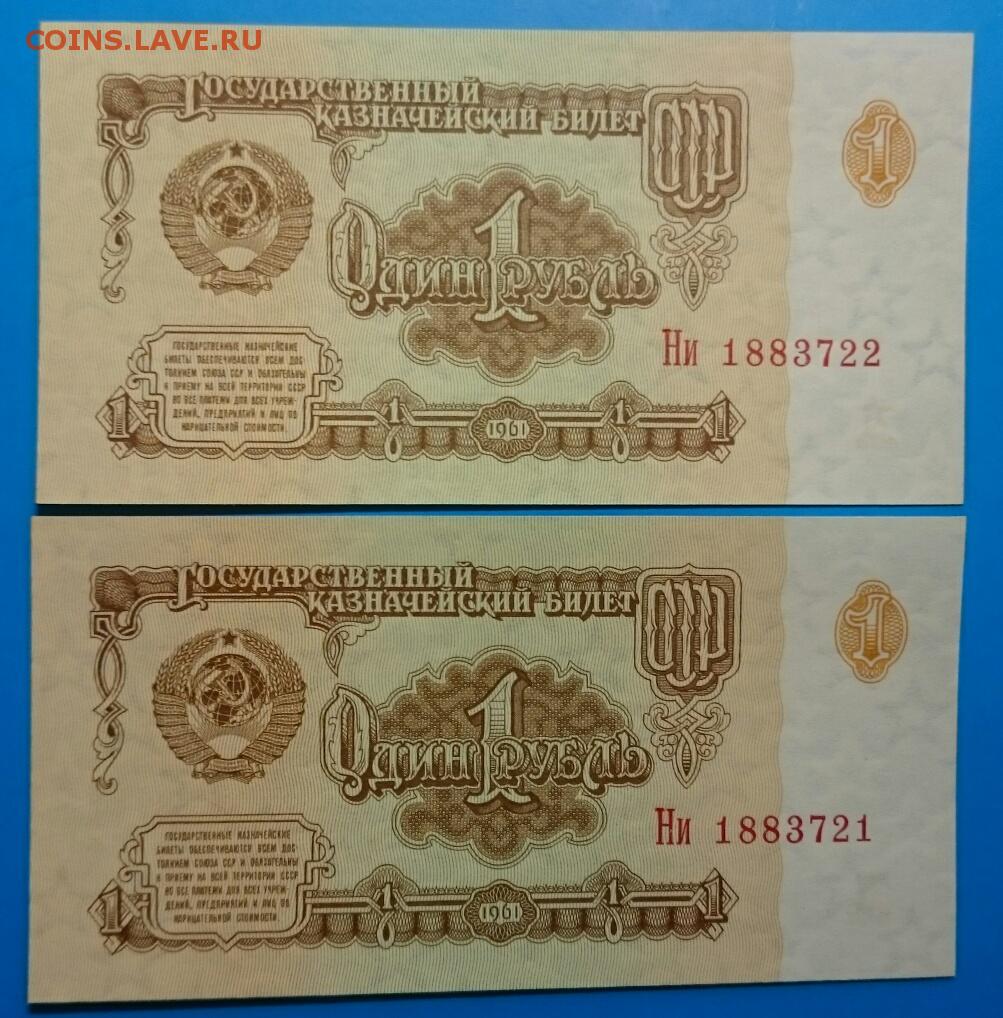 COINS.LAVE.RU
ГОСУДАРСТВЕННЫЙ
КАЗНАЧЕЙСКИЙ БИЛЕТ
СССР
1
1
ОДИН РУБЛЬ
ГОСУДАРСТВЕННЫЕ КАЗНАЧЕЙСКИЕ
БИЛЕТЫ ОБЕСПЕЧИВАЮТСЯ ВСЕМ ДОС-
ТОЯНИЕМ СОЮЗА ССР И ОБЯЗАТЕЛЬНЫ
К ПРИЕМУ НА ВСЕЙ ТЕРРИТОРИИ СССР
ВО ВСЕ ПЛАТЕЖИ ДЛЯ ВСЕХ УЧРЕЖ-
ДЕНИЙ, ПРЕДПРИЯТИЙ И ЛИЦ ПО
НАРИЦАТЕЛЬНОЙ СТОИМОСТИ.
Ни 1883722
1 1 1961 1 1
ГОСУДАРСТВЕННЫЙ
КАЗНАЧЕЙСКИЙ БИЛЕТ
СССР
1
1
ОДИН РУБЛЬ
ГОСУДАРСТВЕННЫЕ КАЗНАЧЕЙСКИЕ
БИЛЕТЫ ОБЕСПЕЧИВАЮТСЯ ВСЕМ ДОС-
ТОЯНИЕМ СОЮЗА ССР И ОБЯЗАТЕЛЬНЫ
К ПРИЕМУ НА ВСЕЙ ТЕРРИТОРИИ СССР
ВО ВСЕ ПЛАТЕЖИ ДЛЯ ВСЕХ УЧРЕЖ-
ДЕНИЙ, ПРЕДПРИЯТИЙ И ЛИЦ ПО
НАРИЦАТЕЛЬНОЙ СТОИМОСТИ.
Ни 1883721
1 1 1961 1 1